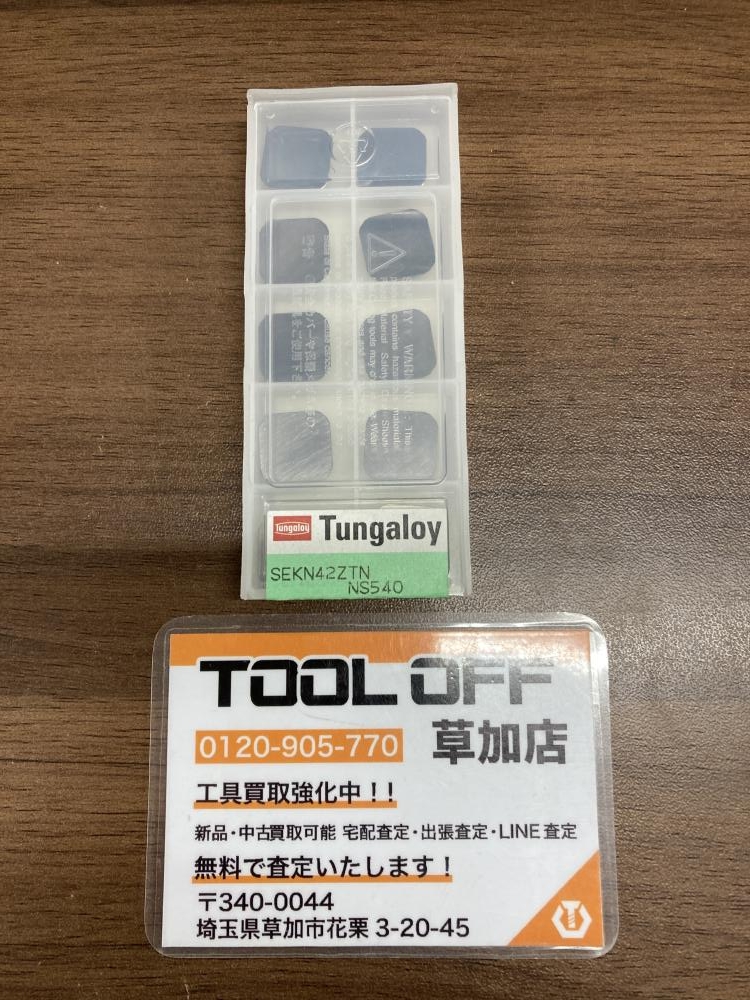 Tungaloy Tungaloy
SEKN42ZTN
NS540
TOOL OFF
0120-905-770 草加店
工具買取強化中!!
新品・中古買取可能 宅配査定・出張査定・LINE査定
無料で査定いたします!
〒340-0044
埼玉県草加市花栗 3-20-45